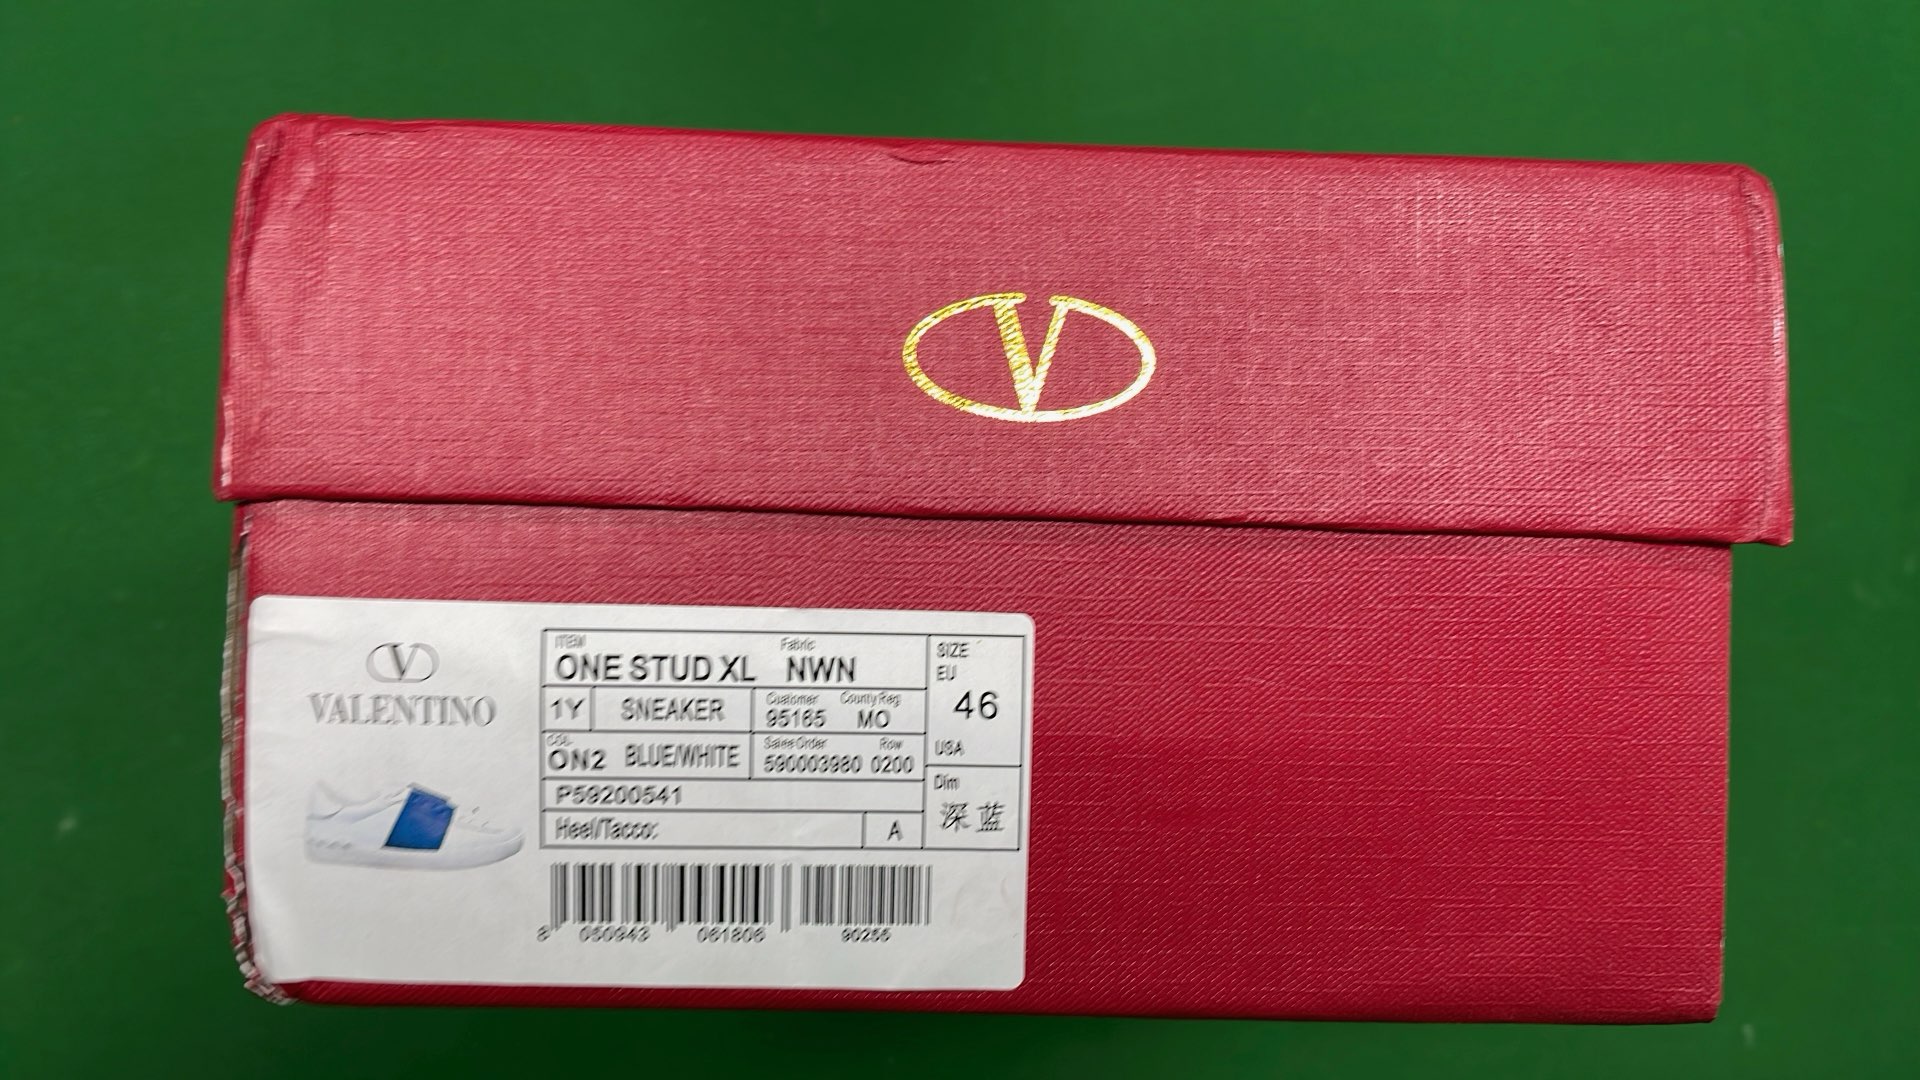 V
V
VALENTINO
ITEM Fabric
ONE STUD XL NWN
1Y SNEAKER
Customer County Reg
95165 MO
COL
ON2 BLUE/WHITE
Sales Order Row
590003980 0200
P59200541
Heel/Tacco: A
SIZE
EU
46
USA
Dim
深 蓝
8 050943 061806 90255